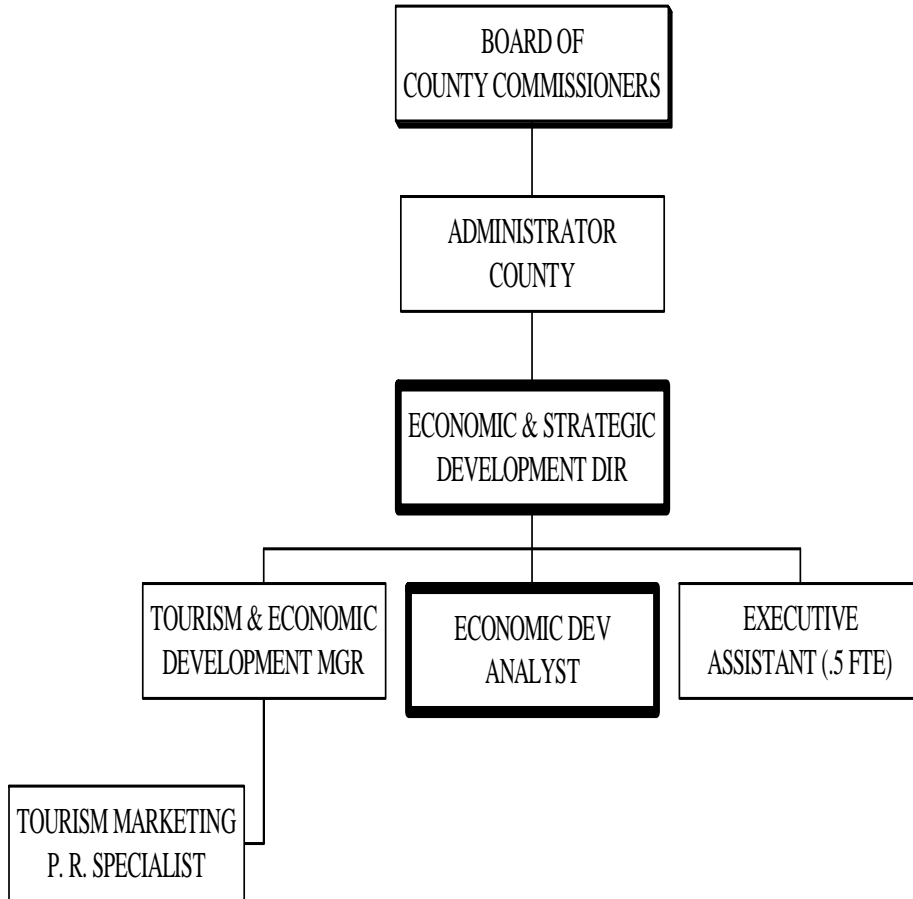 BOARD OF
COUNTY COMMISSIONERS
ADMINISTRATOR
COUNTY
ECONOMIC & STRATEGIC
DEVELOPMENT DIR
TOURISM & ECONOMIC
DEVELOPMENT MGR
ECONOMIC DEV
ANALYST
EXECUTIVE
ASSISTANT (.5 FTE)
TOURISM MARKETING
P. R. SPECIALIST